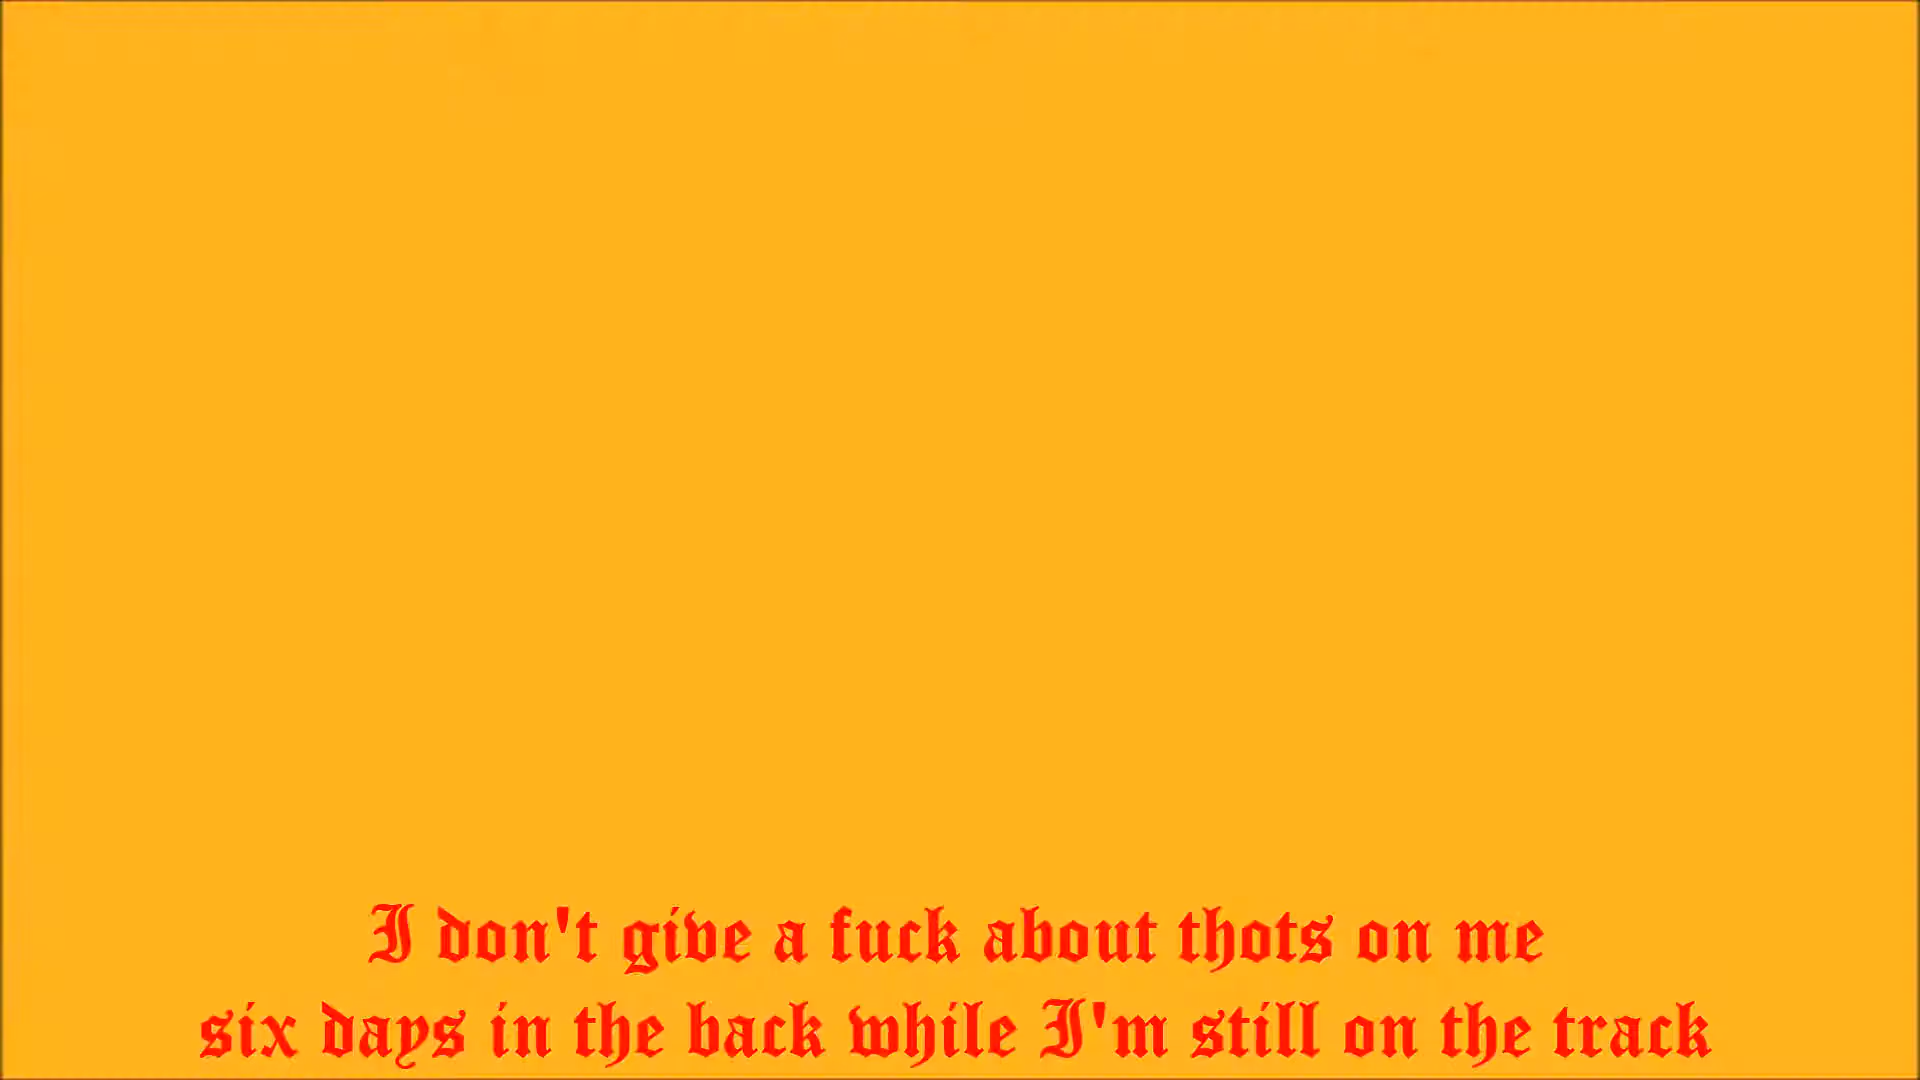 I don't give a fuck about thots on me
six days in the back while I'm still on the track